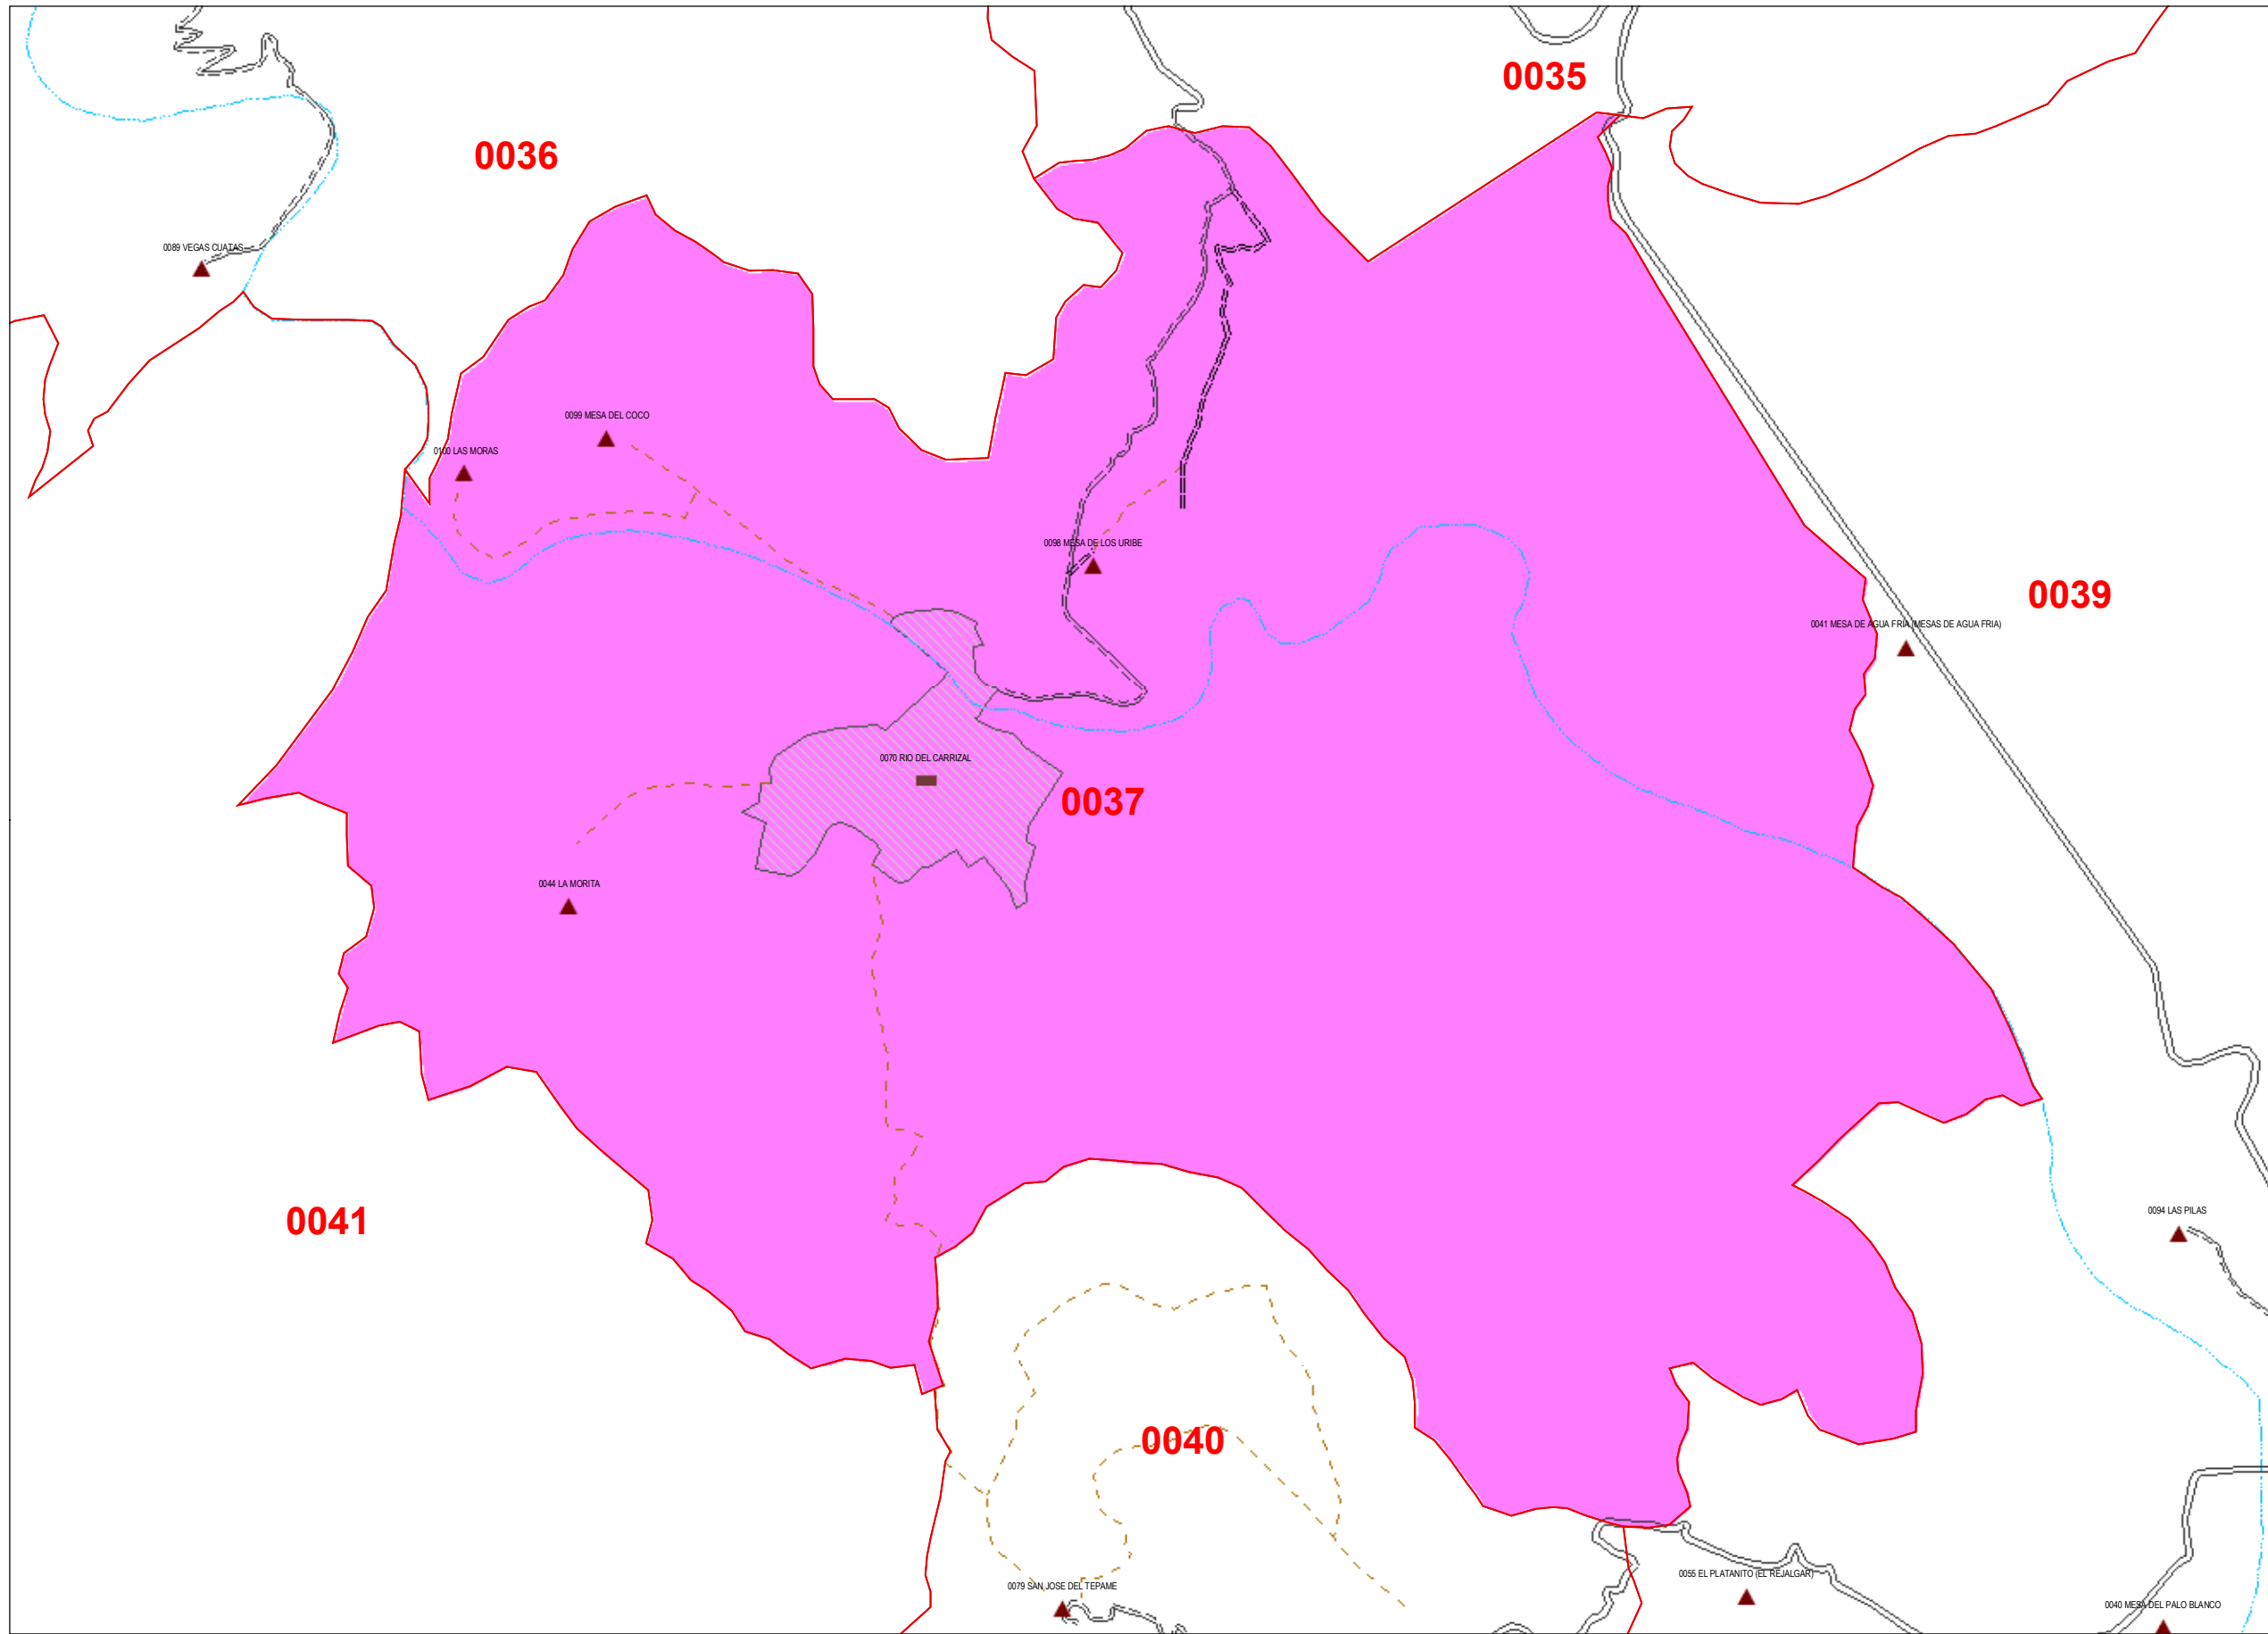 0035
0036
0089 VEGAS CUATAS
0099 MESA DEL COCO
0100 LAS MORAS
0098 MESA DE LOS URIBE
0039
0041 MESA DE AGUA FRIA (MESAS DE AGUA FRIA)
0070 RIO DEL CARRIZAL
0037
0044 LA MORITA
0041
0094 LAS PILAS
0040
0055 EL PLATANITO (EL REJALGAR)
0079 SAN JOSE DEL TEPAME
0040 MESA DEL PALO BLANCO